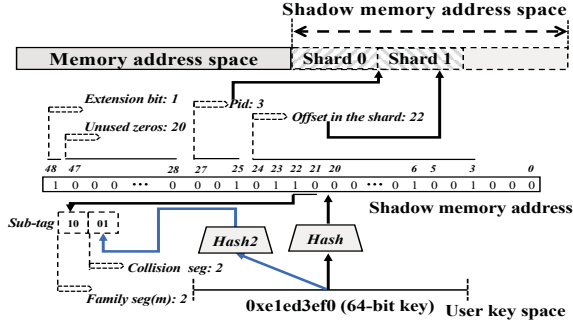 Shadow memory address space
Memory address space Shard 0 Shard 1
Extension bit: 1
Pid: 3
Unused zeros: 20
Offset in the shard: 22
48 47 28 27 25 24 23 22 21 20 6 5 3 0
1 0 0 0 ··· 0 0 0 1 0 0 1 0 0 0 ··· 0 1 0 0 1 0 0 0
Shadow memory address
Sub-tag 10 01
Hash2 Hash
Collision seg: 2
Family seg(m): 2
0xe1ed3ef0 (64-bit key)
User key space